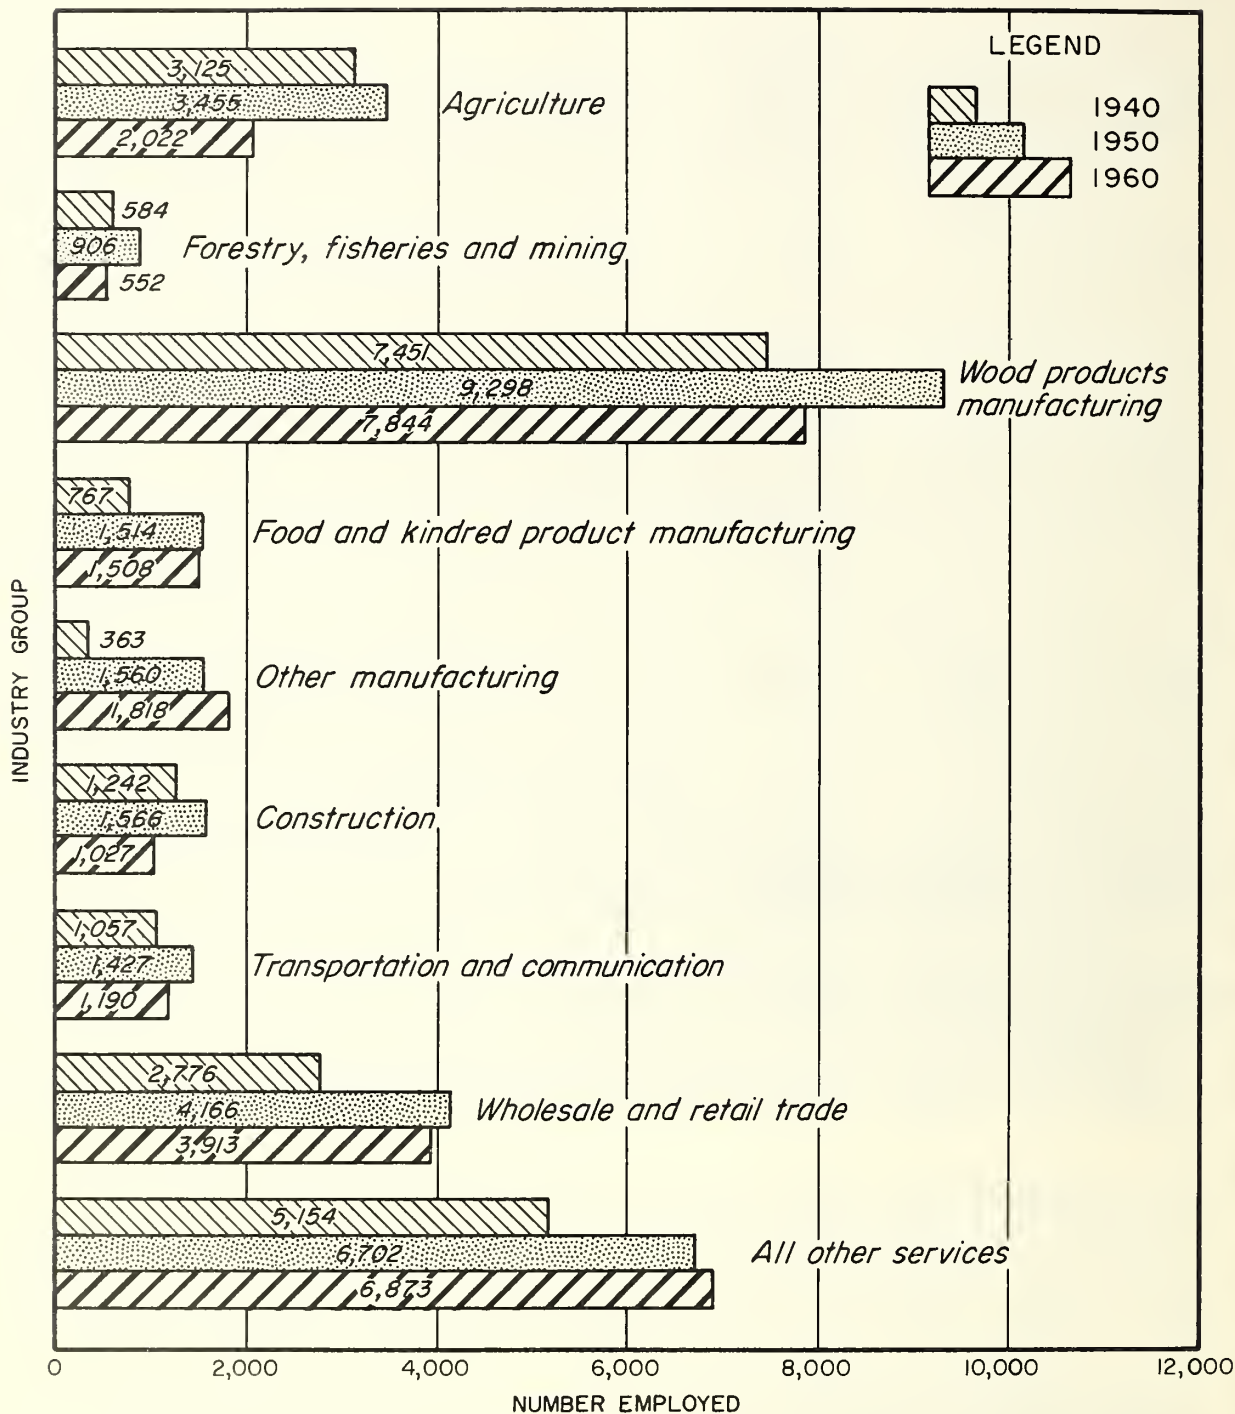 LEGEND
1940
1950
1960
3,125
3,455
Agriculture
2,022
584
906
Forestry, fisheries and mining
552
7,451
9,298
Wood products
manufacturing
7,844
767
1,514
Food and kindred product manufacturing
1,508
363
1,560
Other manufacturing
1,818
1,242
1,566
Construction
1,027
1,057
1,427
Transportation and communication
1,190
2,776
4,166
Wholesale and retail trade
3,913
5,154
6,702
All other services
6,873
INDUSTRY GROUP
0 2,000 4,000 6,000 8,000 10,000 12,000
NUMBER EMPLOYED